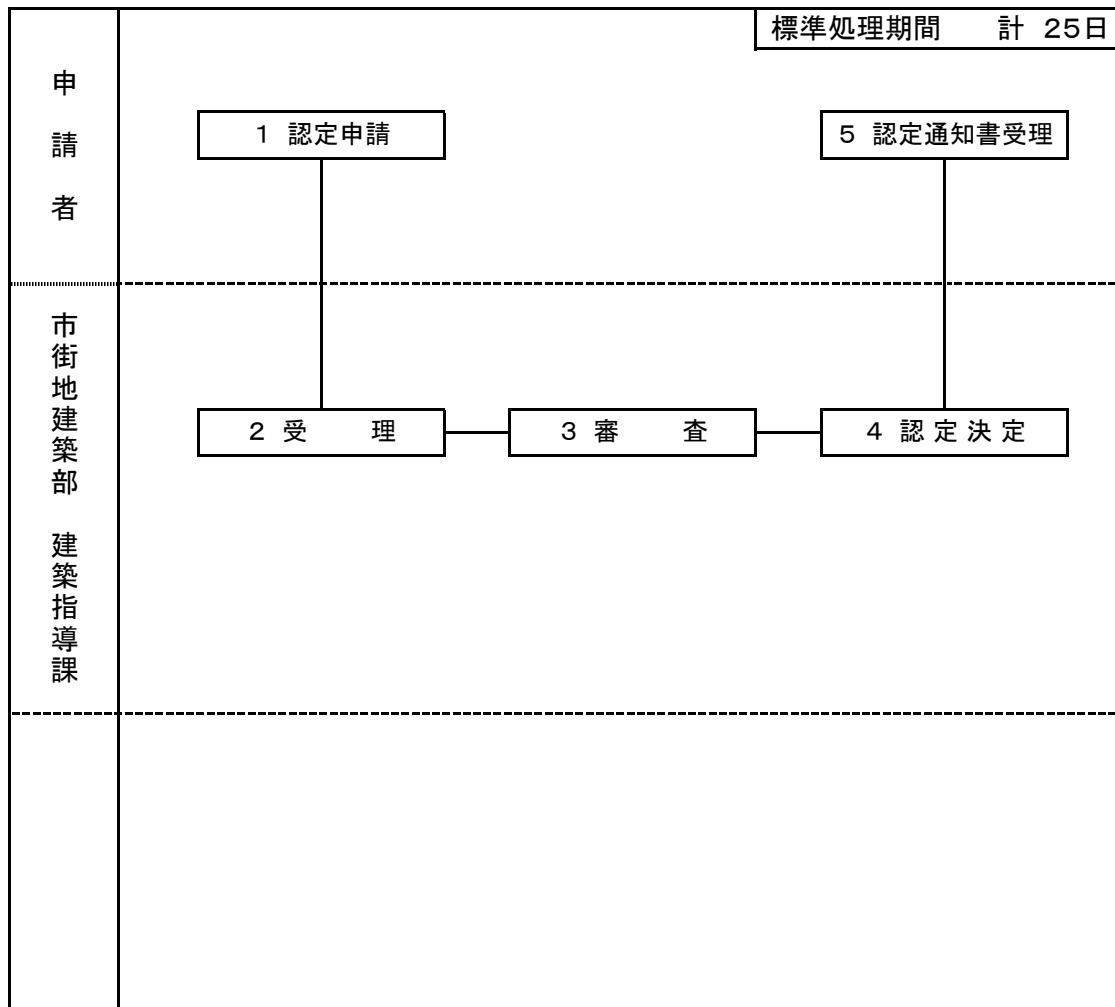 標準処理期間　　計　25日
申請者
1　認定申請
5　認定通知書受理
市街地建築部　建築指導課
2 受　　理
3 審　　査
4 認 定 決 定